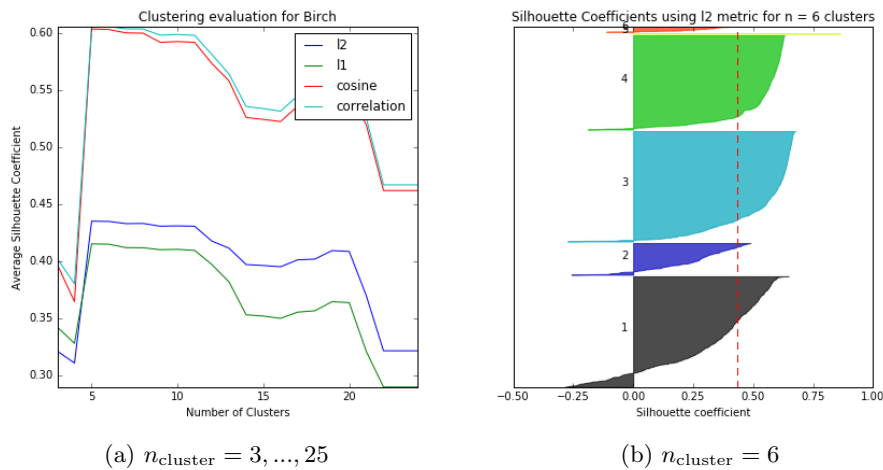 Clustering evaluation for Birch
0.60
0.55
0.50
0.45
0.40
0.35
0.30
Average Silhouette Coefficient
l2
l1
cosine
correlation
5
10
15
20
Number of Clusters
(a) n_cluster = 3, ..., 25
Silhouette Coefficients using l2 metric for n = 6 clusters
4
3
2
1
−0.50
−0.25
0.00
0.25
0.50
0.75
1.00
Silhouette coefficient
(b) n_cluster = 6